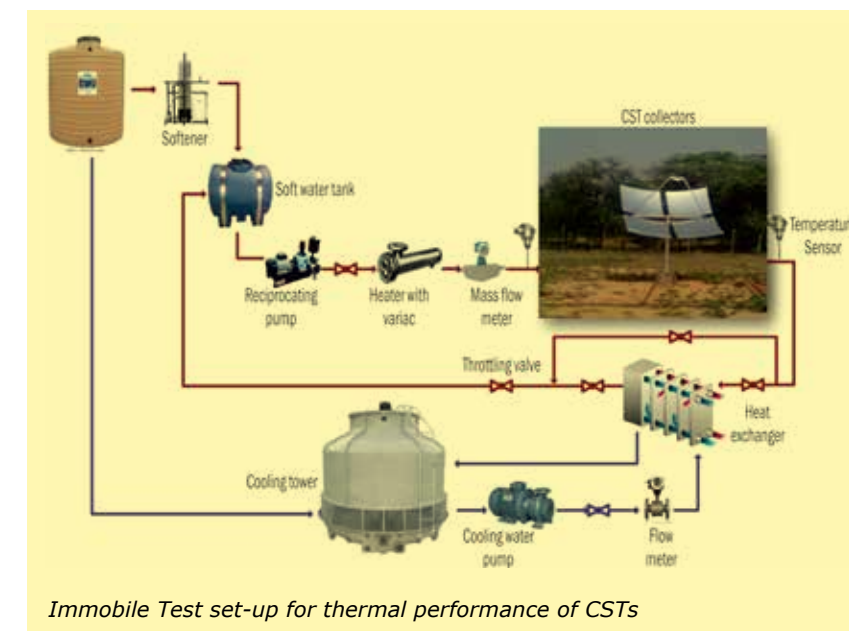 CST collectors
Softener
Soft water tank
Temperatur
Sensor
Reciprocating
pump
Heater with
variac
Mass flow
meter
Throttling valve
Heat
exchanger
Cooling tower
Cooling water
pump
Flow
meter
Immobile Test set-up for thermal performance of CSTs